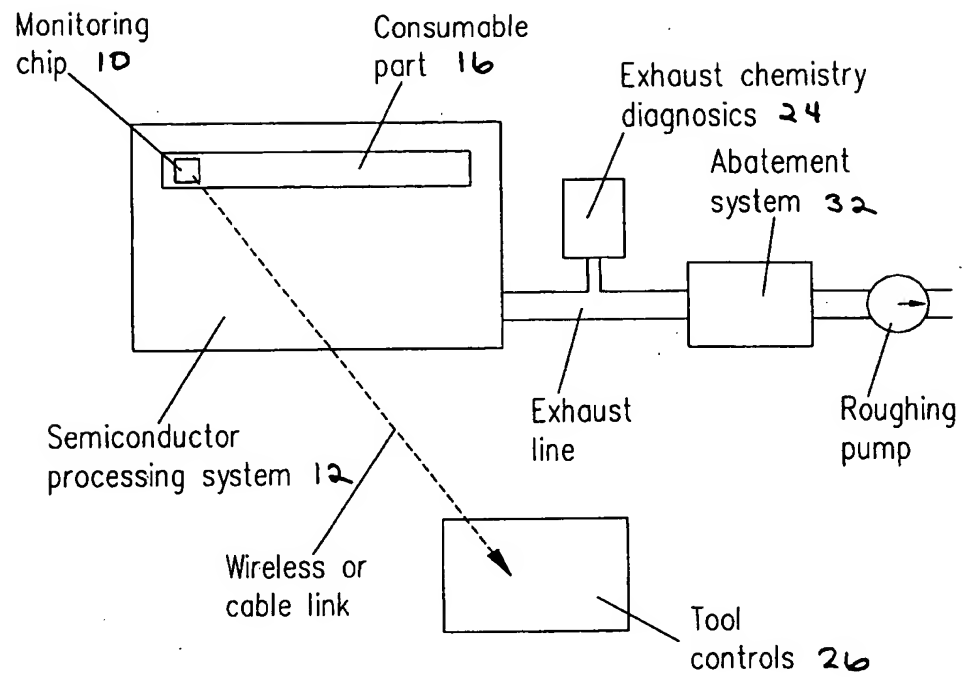 Monitoring
chip 10
Consumable
part 16
Exhaust chemistry
diagnosics 24
Abatement
system 32
Exhaust
line
Roughing
pump
Semiconductor
processing system 12
Wireless or
cable link
Tool
controls 26